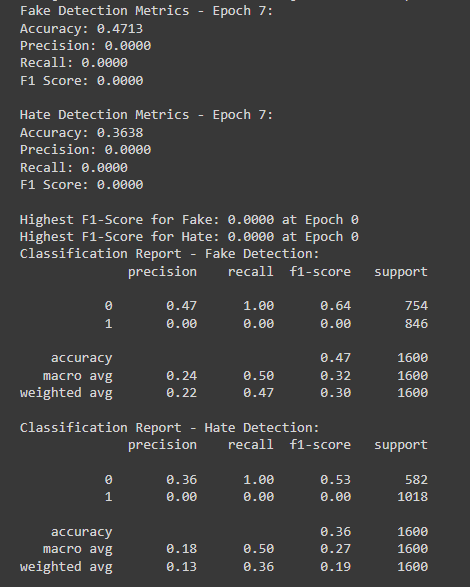 Fake Detection Metrics - Epoch 7:
Accuracy: 0.4713
Precision: 0.0000
Recall: 0.0000
F1 Score: 0.0000
Hate Detection Metrics - Epoch 7:
Accuracy: 0.3638
Precision: 0.0000
Recall: 0.0000
F1 Score: 0.0000
Highest F1-Score for Fake: 0.0000 at Epoch 0
Highest F1-Score for Hate: 0.0000 at Epoch 0
Classification Report - Fake Detection:
precision recall f1-score support
0 0.47 1.00 0.64 754
1 0.00 0.00 0.00 846
accuracy 0.47 1600
macro avg 0.24 0.50 0.32 1600
weighted avg 0.22 0.47 0.30 1600
Classification Report - Hate Detection:
precision recall f1-score support
0 0.36 1.00 0.53 582
1 0.00 0.00 0.00 1018
accuracy 0.36 1600
macro avg 0.18 0.50 0.27 1600
weighted avg 0.13 0.36 0.19 1600